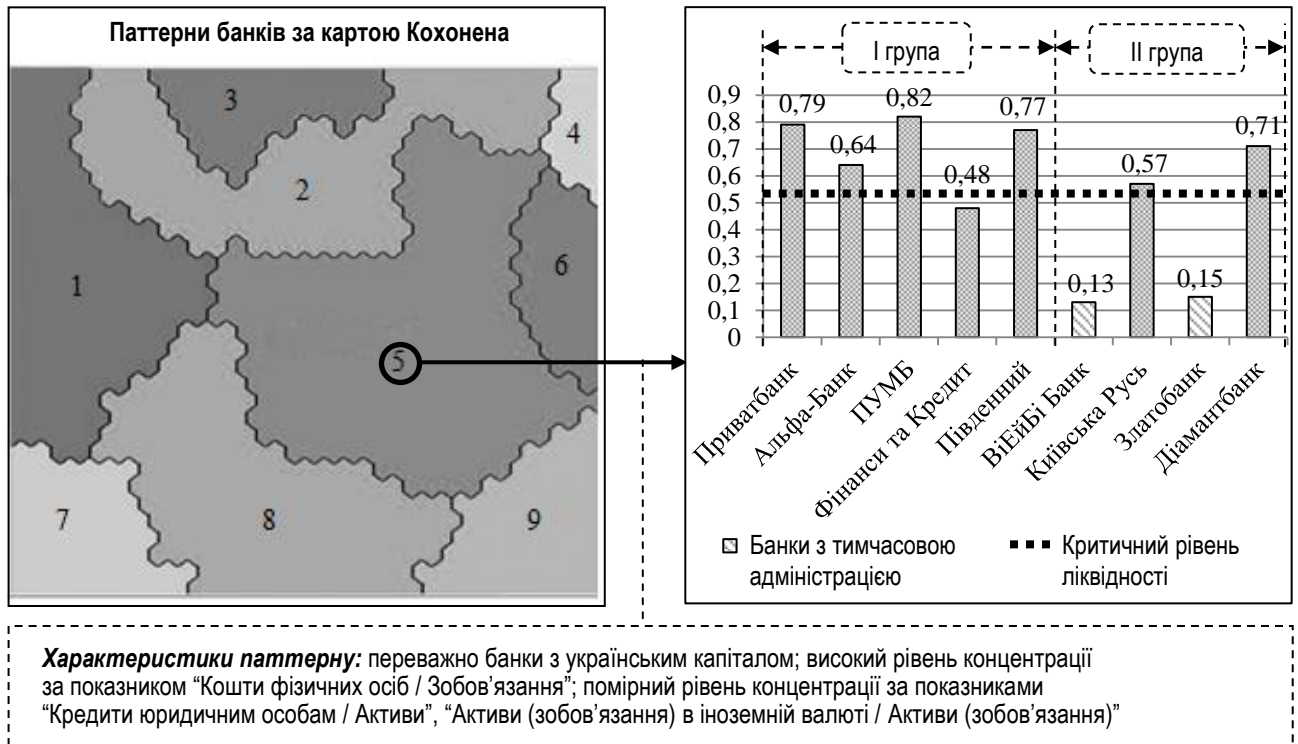 Паттерни банків за картою Кохонена
3
4
2
1
6
5
7
8
9
І група
ІІ група
0,9
0,8
0,7
0,6
0,5
0,4
0,3
0,2
0,1
0
0,79
0,64
0,82
0,48
0,77
0,13
0,57
0,15
0,71
Приватбанк
Альфа-Банк
ПУМБ
Фінанси та Кредит
Південний
ВіЕйБі Банк
Київська Русь
Златобанк
Діамантбанк
Банки з тимчасовою
адміністрацією
Критичний рівень
ліквідності
Характеристики паттерну: переважно банки з українським капіталом; високий рівень концентрації
за показником “Кошти фізичних осіб / Зобов’язання”; помірний рівень концентрації за показниками
“Кредити юридичним особам / Активи”, “Активи (зобов’язання) в іноземній валюті / Активи (зобов’язання)”